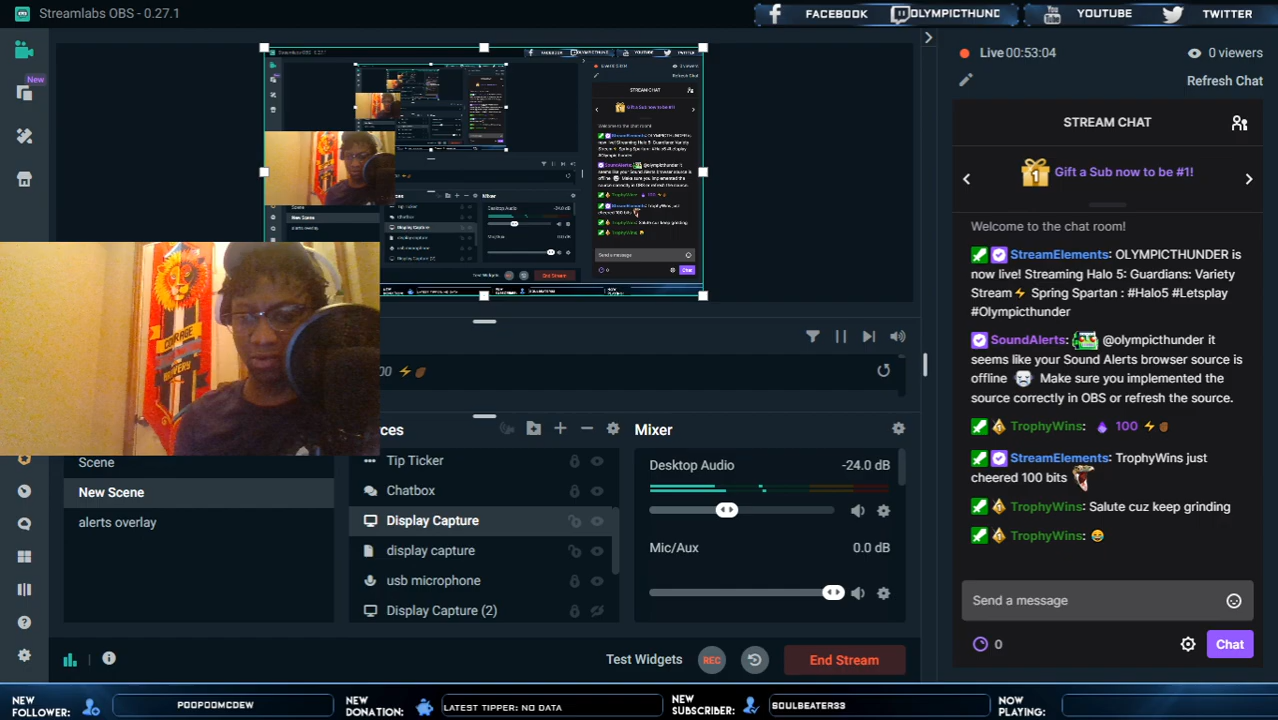 Streamlabs OBS - 0.27.1
FACEBOOK
OLYMPICTHUND
YOUTUBE
TWITTER
New
Live 00:53:04
0 viewers
Refresh Chat
STREAM CHAT
1
Gift a Sub now to be #1!
Welcome to the chat room!
StreamElements: OLYMPICTHUNDER is
now live! Streaming Halo 5: Guardians: Variety
Stream⚡ Spring Spartan : #Halo5 #Letsplay
#Olympicthunder
SoundAlerts: @olympicthunder it
seems like your Sound Alerts browser source is
offline 😢 Make sure you implemented the
source correctly in OBS or refresh the source.
TrophyWins: 100 ⚡✊🏾
StreamElements: TrophyWins just
cheered 100 bits
TrophyWins: Salute cuz keep grinding
TrophyWins: 😂
Send a message
0
Chat
COURAGE
BRAVERY
00 ⚡✊🏾
rces
Mixer
Scene
New Scene
alerts overlay
Tip Ticker
Chatbox
Display Capture
display capture
usb microphone
Display Capture (2)
Desktop Audio
-24.0 dB
Mic/Aux
0.0 dB
Test Widgets
REC
End Stream
NEW
FOLLOWER:
POOPOOMCDEW
NEW
DONATION:
LATEST TIPPER: NO DATA
NEW
SUBSCRIBER:
SOULBEATER33
NOW
PLAYING: